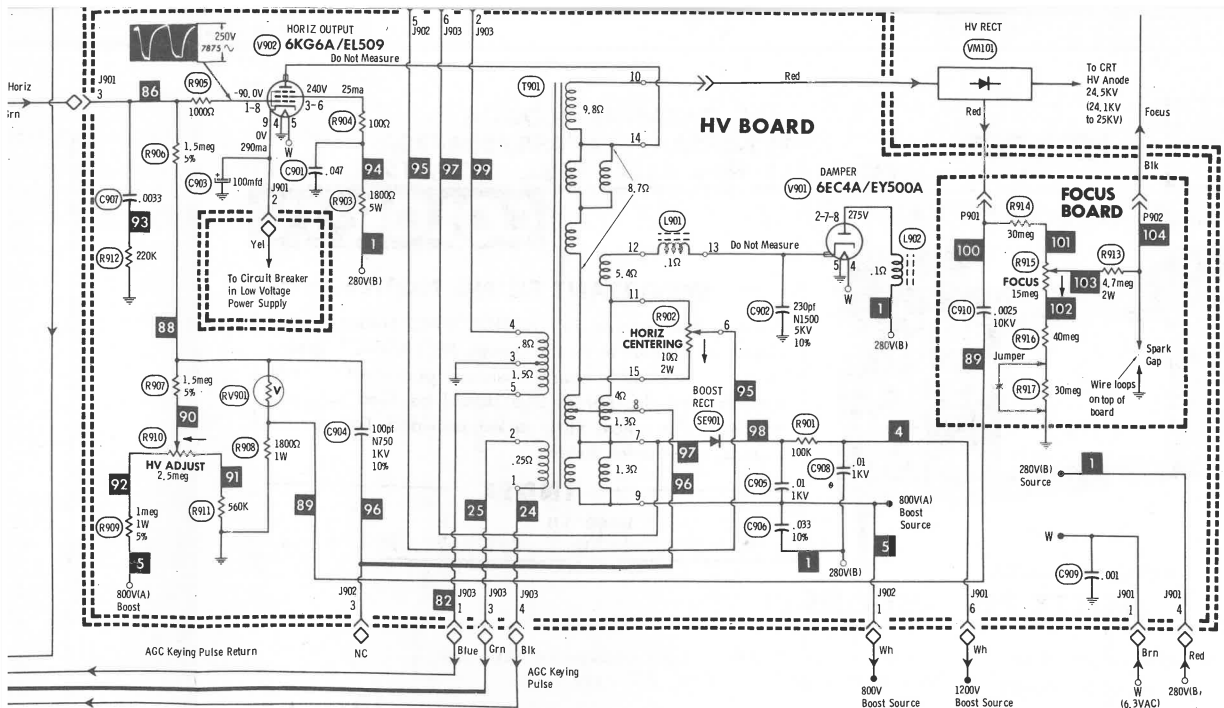 HORIZ OUTPUT
V902 6KG6A/EL509
Do Not Measure
250V
7875
Horiz
Grn
J901
3
86
R905
1000Ω
-90.0V
1-8
240V
3-6
25ma
9
4
5
0V
W
290ma
R904
100Ω
C901
.047
94
R903
1800Ω
5W
1
280V(B)
R906
1.5meg
5%
C903
100mfd
C907
.0033
93
R912
220K
J901
2
Yel
To Circuit Breaker
in Low Voltage
Power Supply
88
R907
1.5meg
5%
90
R910
HV ADJUST
2.5meg
RV901
V
R908
1800Ω
1W
92
91
R909
1meg
1W
5%
R911
560K
5
800V(A)
Boost
89
C904
100pf
N750
1KV
10%
96
J902
3
NC
5
J902
6
J903
2
J903
95
97
99
T901
10
9.8Ω
14
8.7Ω
12
5.4Ω
11
15
4Ω
8
1.3Ω
7
1.3Ω
9
4
.8Ω
3
1.5Ω
5
2
.25Ω
1
25
24
82
J903
1
J903
3
J903
4
Blue
Grn
Blk
AGC Keying Pulse Return
AGC Keying
Pulse
HV BOARD
L901
.1Ω
13
Do Not Measure
R902
HORIZ
CENTERING
10Ω
2W
6
95
BOOST
RECT
SE901
97
96
98
R901
100K
4
C905
.01
1KV
C908
.01
1KV
C906
.033
10%
1
280V(B)
800V(A)
Boost
Source
5
DAMPER
V901 6EC4A/EY500A
2-7-8
275V
5
4
W
L902
.1Ω
1
280V(B)
C902
230pf
N1500
5KV
10%
HV RECT
VM101
Red
Red
To CRT
HV Anode
24.5KV
(24.1KV
to 25KV)
Focus
Blk
FOCUS
BOARD
P901
R914
30meg
P902
100
101
104
R915
FOCUS
15meg
R913
4.7meg
2W
103
102
C910
.0025
10KV
R916
40meg
89
Jumper
R917
30meg
Spark
Gap
Wire loops
on top of
board
280V(B)
Source
1
W
C909
.001
J902
1
J901
6
J901
1
J901
4
Wh
Wh
Brn
Red
800V
Boost Source
1200V
Boost Source
W
(6.3VAC)
280V(B)